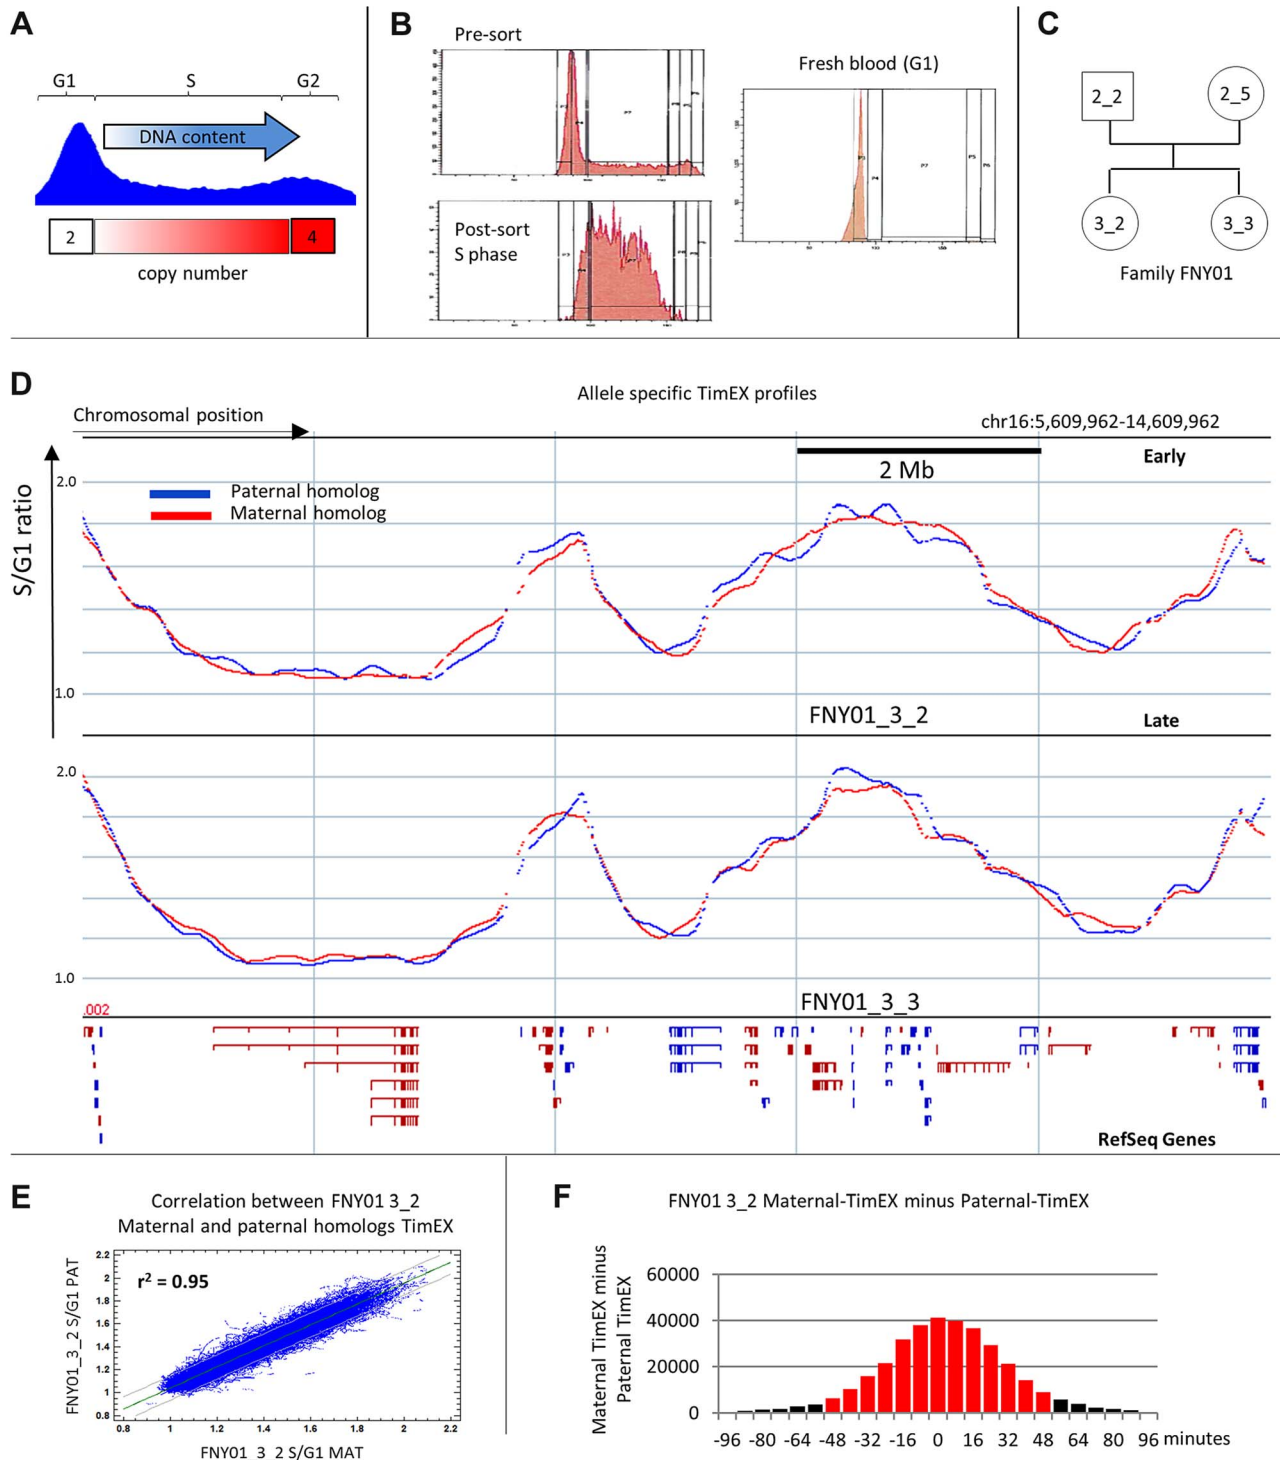 A
G1 S G2
DNA content
2 4
copy number
B
Pre-sort
Post-sort
S phase
Fresh blood (G1)
P7
P5
P6
C
2_2 2_5
3_2 3_3
Family FNY01
D
Allele specific TimEX profiles
Chromosomal position
chr16:5,609,962-14,609,962
Early
2 Mb
S/G1 ratio
2.0
Paternal homolog
Maternal homolog
1.0
FNY01_3_2
Late
2.0
1.0
.002
FNY01_3_3
RefSeq Genes
E
Correlation between FNY01 3_2
Maternal and paternal homologs TimEX
r² = 0.95
FNY01_3_2 S/G1 PAT
2.2
2
1.8
1.6
1.4
1.2
1
0.8
0.8 1 1.2 1.4 1.6 1.8 2 2.2
FNY01 3 2 S/G1 MAT
F
FNY01 3_2 Maternal-TimEX minus Paternal-TimEX
Maternal TimEX minus
Paternal TimEX
60000
40000
20000
0
-96 -80 -64 -48 -32 -16 0 16 32 48 64 80 96 minutes